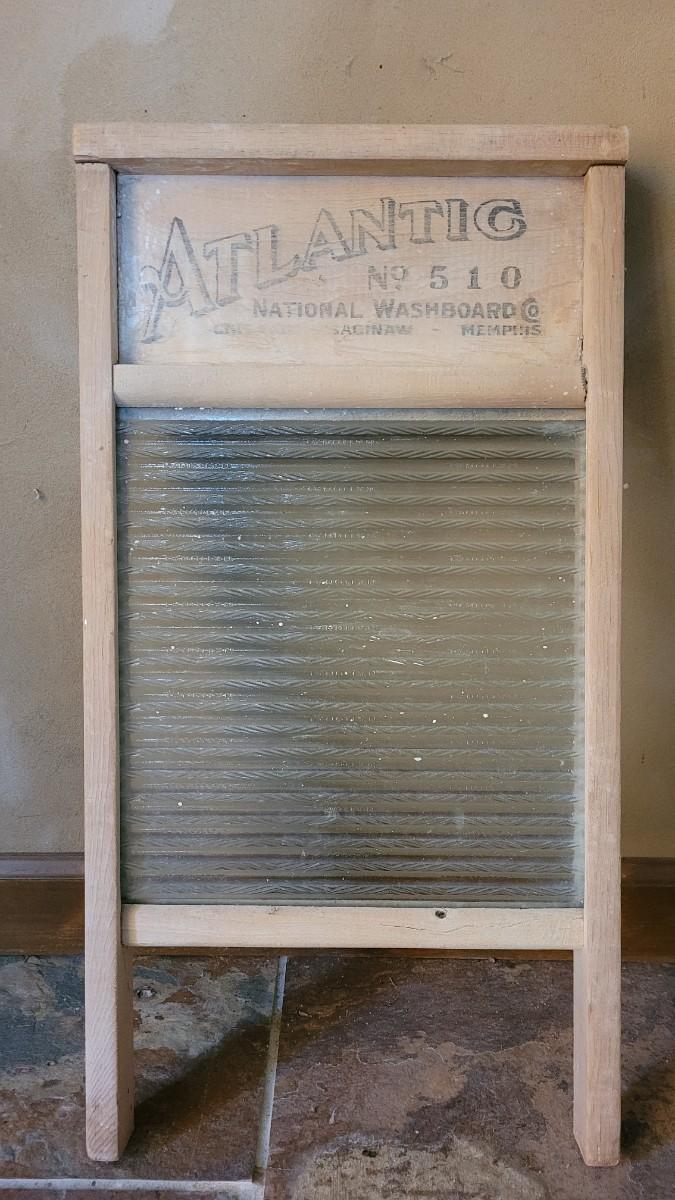 ATLANTIC
No 510
NATIONAL WASHBOARD Co
SAGINAW - MEMPHIS